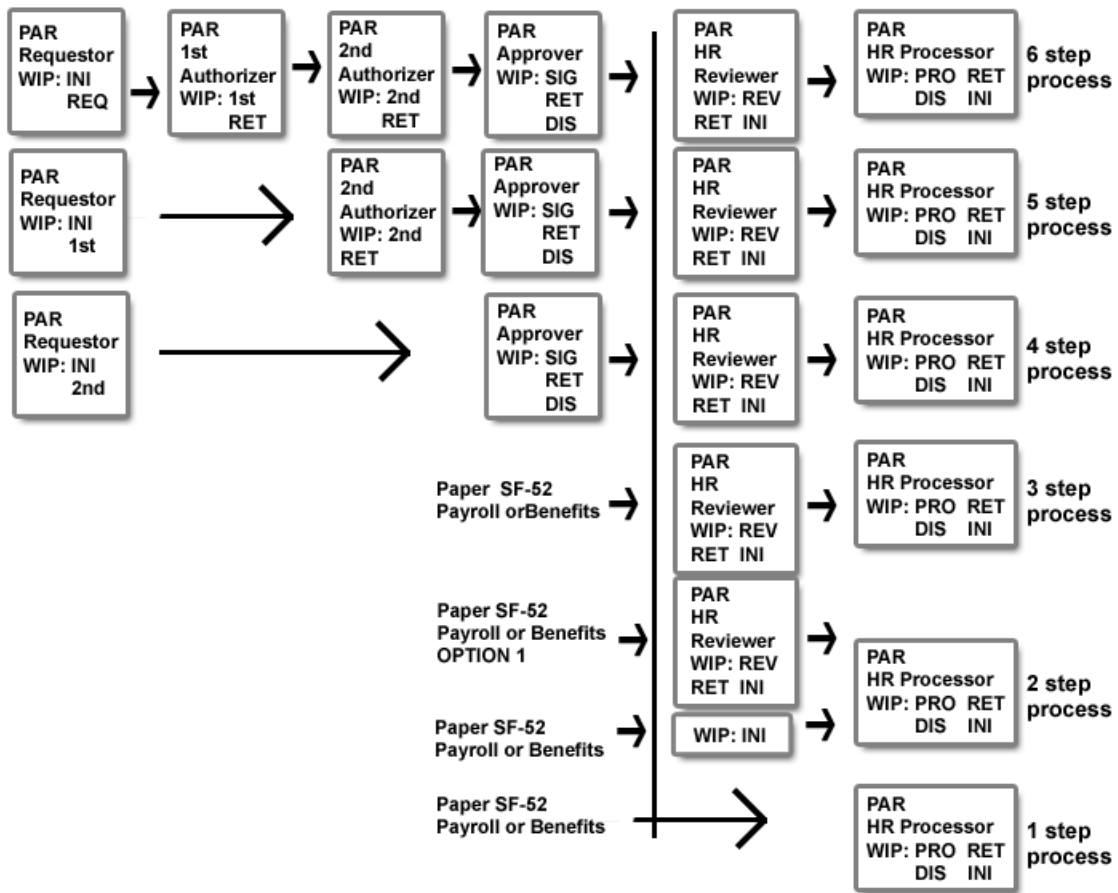 PAR
Requestor
WIP: INI
REQ
PAR
1st
Authorizer
WIP: 1st
RET
PAR
2nd
Authorizer
WIP: 2nd
RET
PAR
Approver
WIP: SIG
RET
DIS
PAR
HR
Reviewer
WIP: REV
RET INI
PAR
HR Processor
WIP: PRO RET
DIS INI
6 step
process
PAR
Requestor
WIP: INI
1st
PAR
2nd
Authorizer
WIP: 2nd
RET
PAR
Approver
WIP: SIG
RET
DIS
PAR
HR
Reviewer
WIP: REV
RET INI
PAR
HR Processor
WIP: PRO RET
DIS INI
5 step
process
PAR
Requestor
WIP: INI
2nd
PAR
Approver
WIP: SIG
RET
DIS
PAR
HR
Reviewer
WIP: REV
RET INI
PAR
HR Processor
WIP: PRO RET
DIS INI
4 step
process
Paper SF-52
Payroll orBenefits
PAR
HR
Reviewer
WIP: REV
RET INI
PAR
HR Processor
WIP: PRO RET
DIS INI
3 step
process
Paper SF-52
Payroll or Benefits
OPTION 1
PAR
HR
Reviewer
WIP: REV
RET INI
Paper SF-52
Payroll or Benefits
WIP: INI
PAR
HR Processor
WIP: PRO RET
DIS INI
2 step
process
Paper SF-52
Payroll or Benefits
PAR
HR Processor
WIP: PRO RET
DIS INI
1 step
process